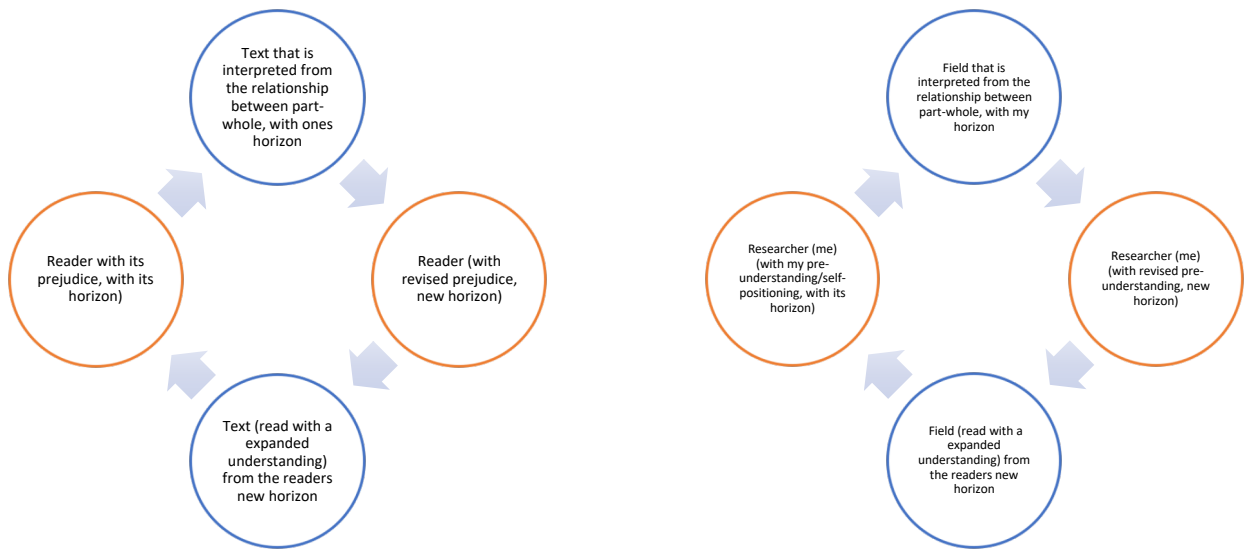 Text that is
interpreted from
the relationship
between part-
whole, with ones
horizon
Reader with its
prejudice, with its
horizon)
Reader (with
revised prejudice,
new horizon)
Text (read with a
expanded
understanding)
from the readers
new horizon
Field that is
interpreted from the
relationship between
part-whole, with my
horizon
Researcher (me)
(with my pre-
understanding/self-
positioning, with its
horizon)
Researcher (me)
(with revised pre-
understanding, new
horizon)
Field (read with a
expanded
understanding) from
the readers new
horizon